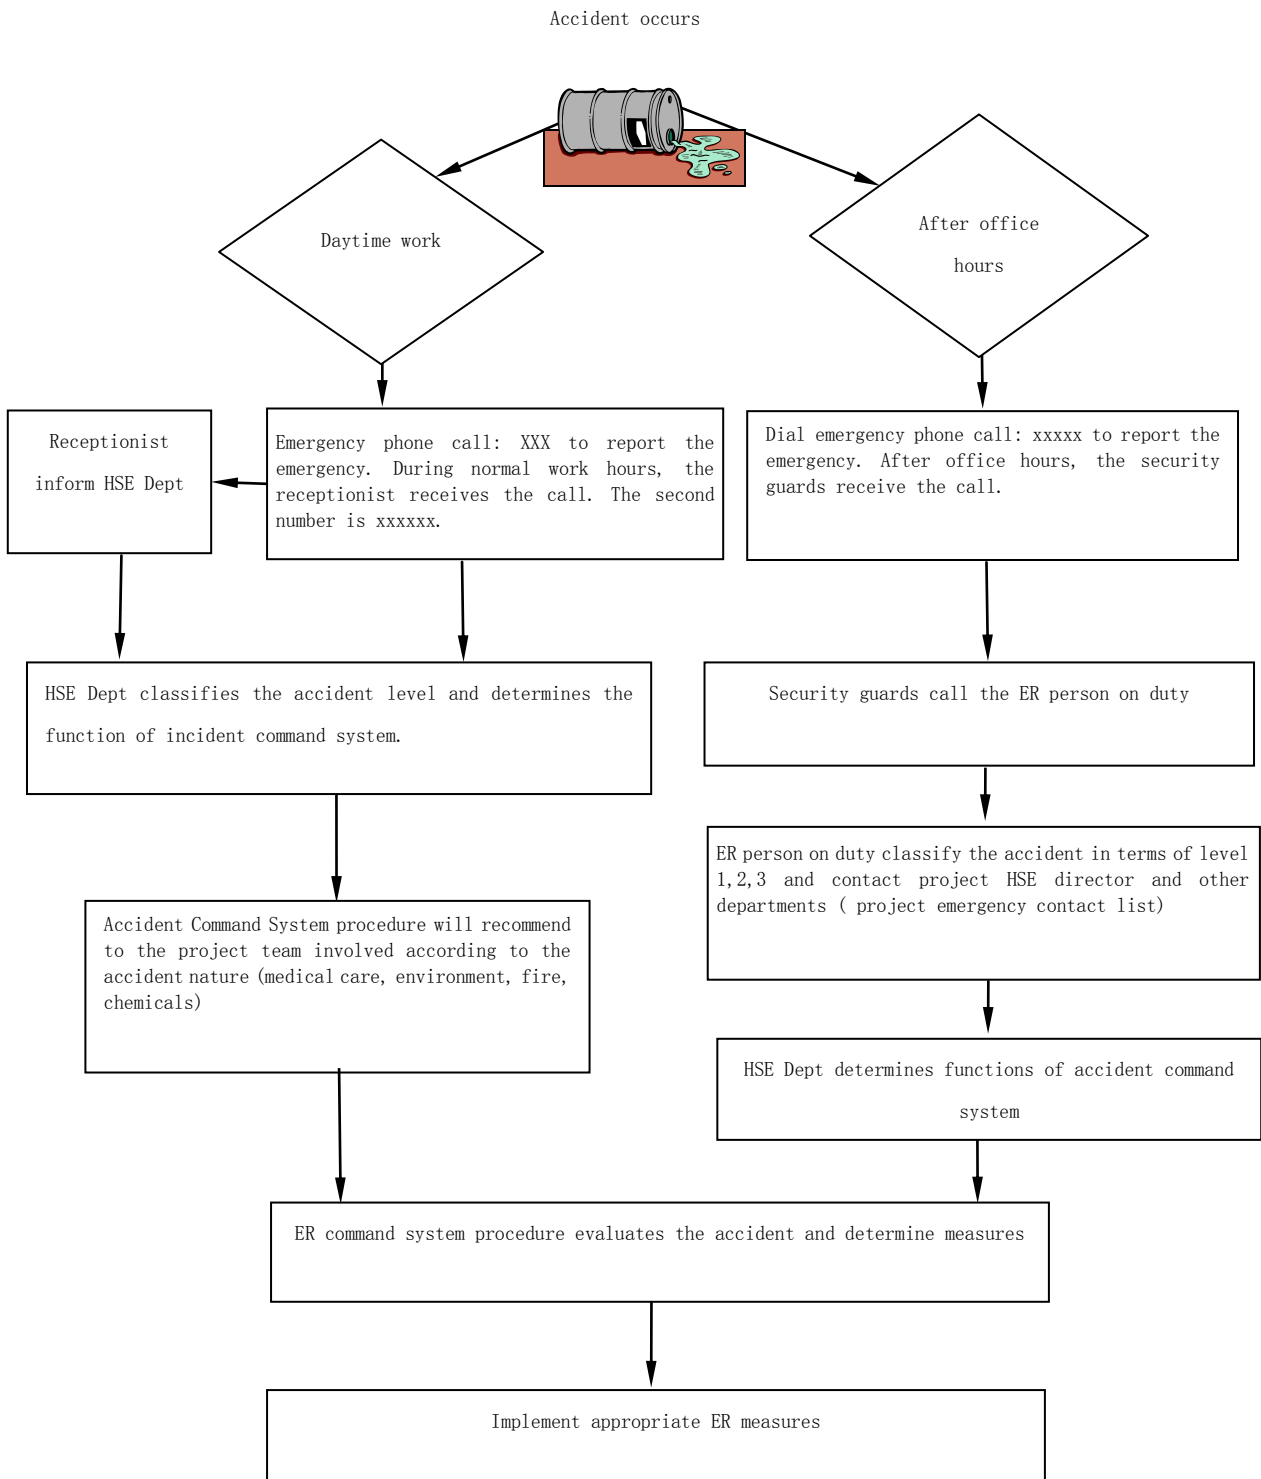 Accident occurs
Daytime work
After office
hours
Receptionist
inform HSE Dept
Emergency phone call: XXX to report the
emergency. During normal work hours, the
receptionist receives the call. The second
number is xxxxxx.
Dial emergency phone call: xxxxx to report the
emergency. After office hours, the security
guards receive the call.
HSE Dept classifies the accident level and determines the
function of incident command system.
Security guards call the ER person on duty
ER person on duty classify the accident in terms of level
1,2,3 and contact project HSE director and other
departments ( project emergency contact list)
Accident Command System procedure will recommend
to the project team involved according to the
accident nature (medical care, environment, fire,
chemicals)
HSE Dept determines functions of accident command
system
ER command system procedure evaluates the accident and determine measures
Implement appropriate ER measures